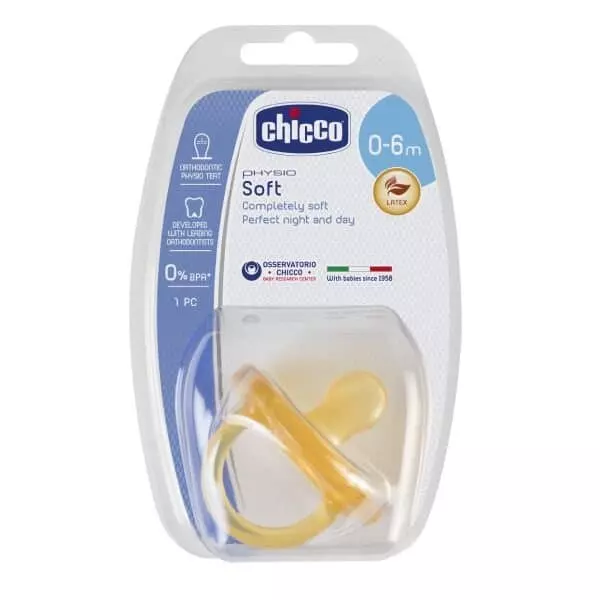 chicco
0-6m
PHYSIO
Soft
Completely soft
Perfect night and day
LATEX
ORTHODONTIC
PHYSIO TEAT
DEVELOPED
WITH LEADING
ORTHODONTISTS
0% BPA*
1 PC
OSSERVATORIO
• CHICCO •
BABY RESEARCH CENTER
With babies since 1958